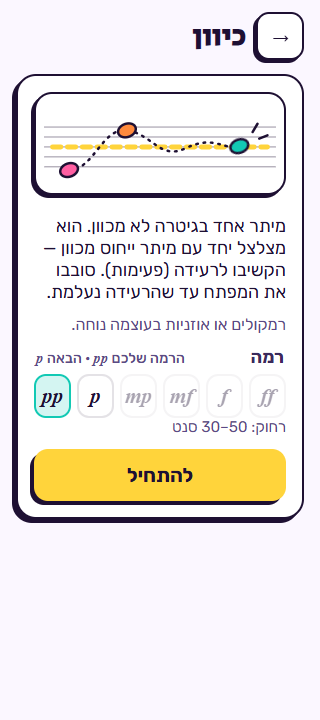 כיוון
→
מיתר אחד בגיטרה לא מכוון. הוא
מצלצל יחד עם מיתר ייחוס מכוון –
הקשיבו לרעידה (פעימות). סובבו
את המפתח עד שהרעידה נעלמת.
רמקולים או אוזניות בעוצמה נוחה.
רמה
הרמה שלכם pp • הבאה p
pp p mp mf f ff
רחוק: 30–50 סנט
להתחיל